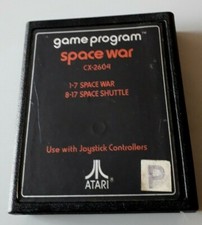 game program
space war
CX-2604
1-7 SPACE WAR
8-17 SPACE SHUTTLE
Use with Joystick Controllers
P
ATARI